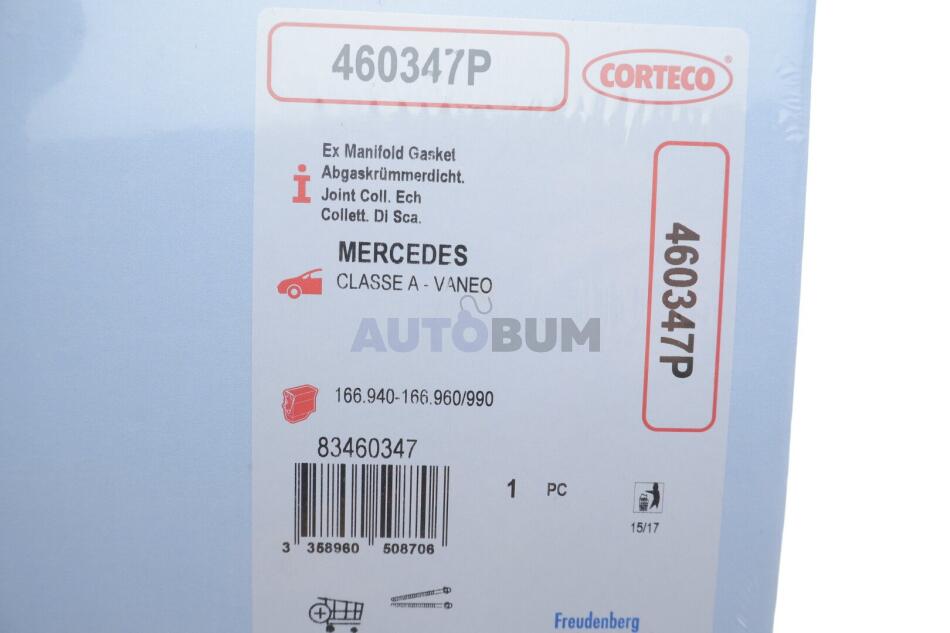 460347P
CORTECO®
Ex Manifold Gasket
Abgaskrümmerdicht.
Joint Coll. Ech
Collett. Di Sca.
MERCEDES
CLASSE A - VANEO
460347P
AUTOBUM
166.940-166.960/990
83460347
1 PC
3 358960 508706
15/17
Freudenberg